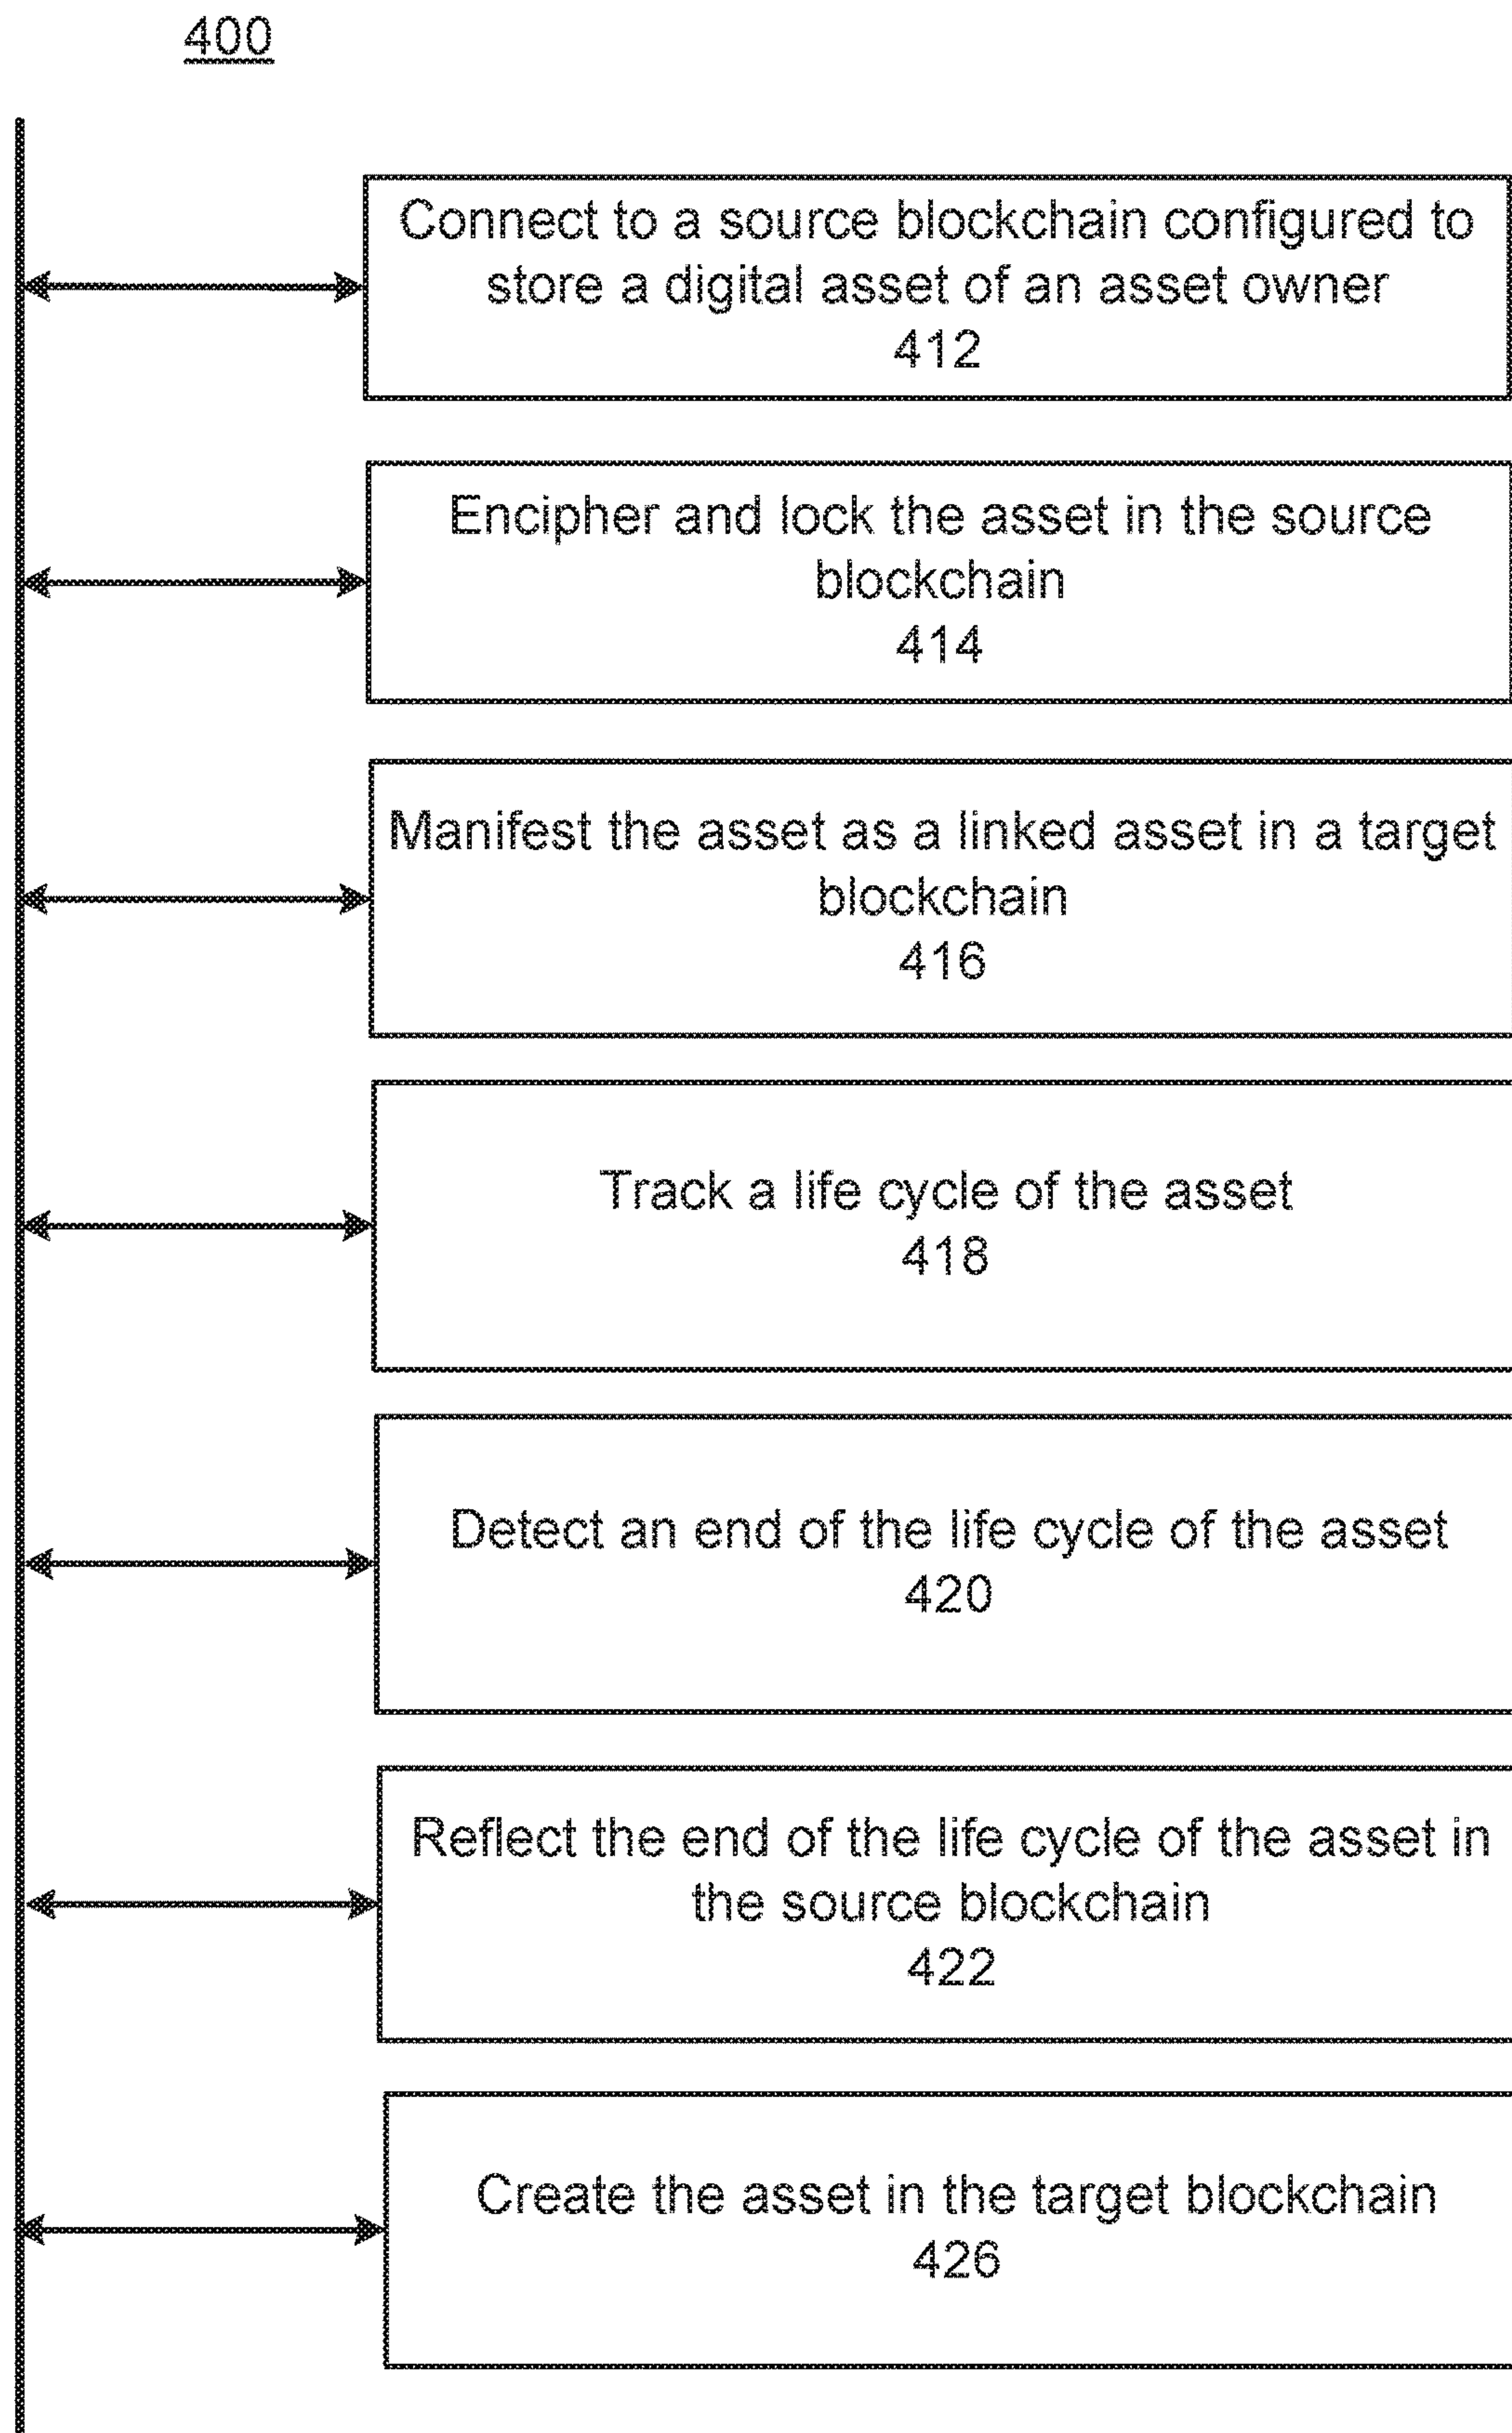 400
Connect to a source blockchain configured to
store a digital asset of an asset owner
412
Encipher and lock the asset in the source
blockchain
414
Manifest the asset as a linked asset in a target
blockchain
416
Track a life cycle of the asset
418
Detect an end of the life cycle of the asset
420
Reflect the end of the life cycle of the asset in
the source blockchain
422
Create the asset in the target blockchain
426